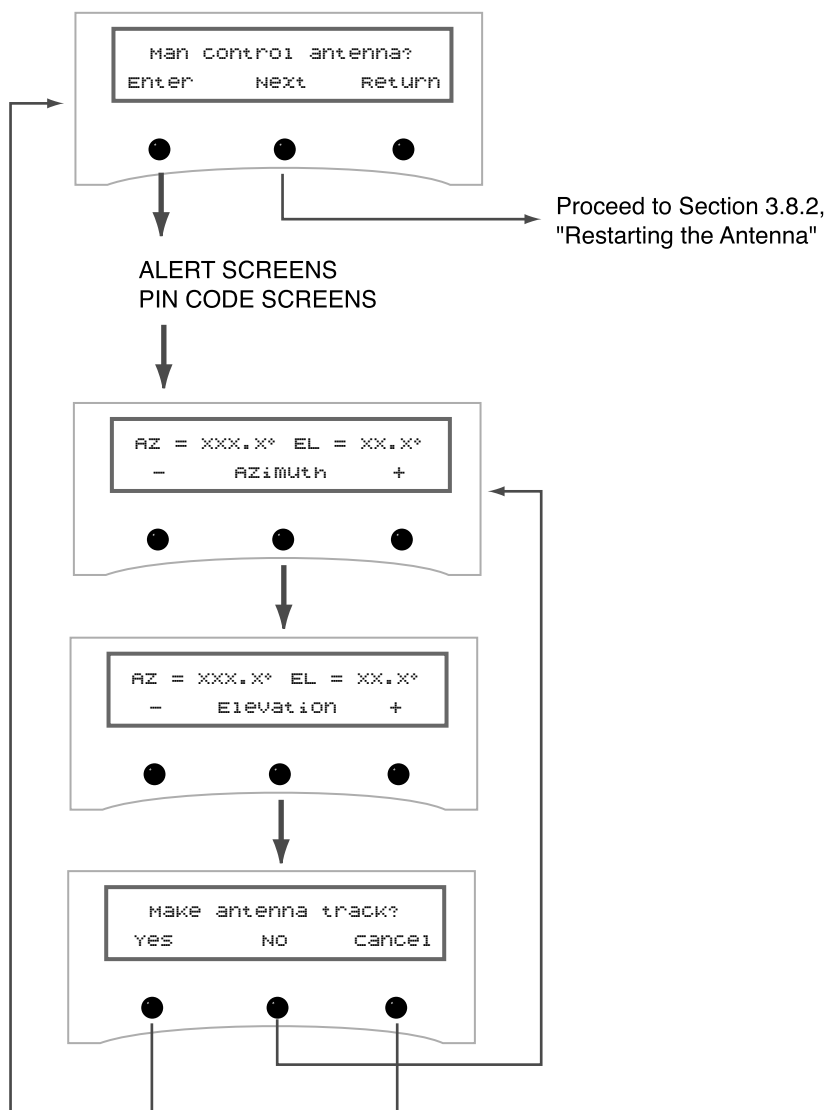 Man control antenna?
Enter Next Return
Proceed to Section 3.8.2,
"Restarting the Antenna"
ALERT SCREENS
PIN CODE SCREENS
AZ = XXX.X° EL = XX.X°
- Azimuth +
AZ = XXX.X° EL = XX.X°
- Elevation +
Make antenna track?
Yes No Cancel